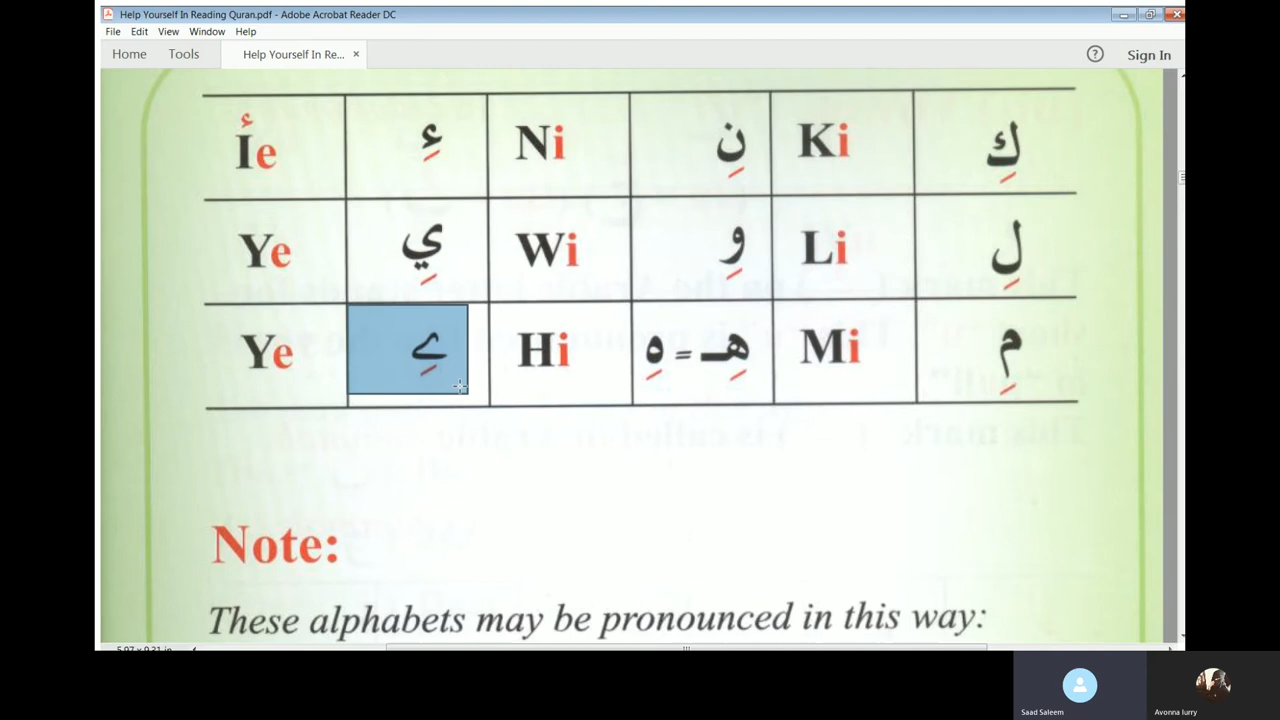 Help Yourself In Reading Quran.pdf - Adobe Acrobat Reader DC
File Edit View Window Help
Home Tools Help Yourself In Re... × ? Sign In
Ie ءِ Ni نِ Ki كِ
Ye يِ Wi وِ Li لِ
Ye ےِ Hi هِـ = هِ Mi مِ
Note:
These alphabets may be pronounced in this way:
Saad Saleem
Avonna Iurry